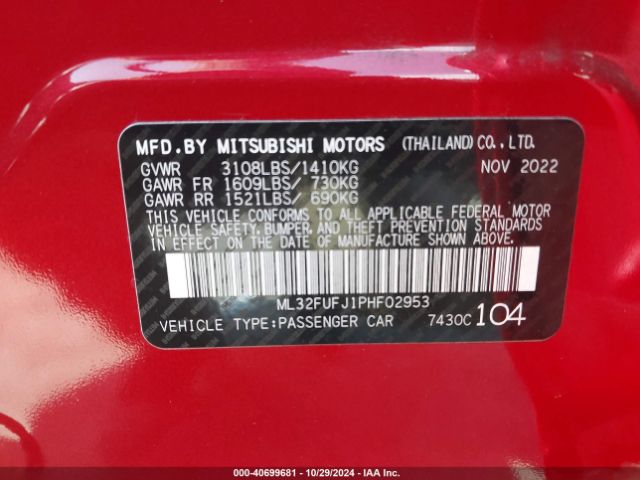 MFD.BY MITSUBISHI MOTORS (THAILAND)CO.,LTD.
GVWR 3108LBS/1410KG NOV 2022
GAWR FR 1609LBS/ 730KG
GAWR RR 1521LBS/ 690KG
THIS VEHICLE CONFORMS TO ALL APPLICABLE FEDERAL MOTOR
VEHICLE SAFETY, BUMPER, AND THEFT PREVENTION STANDARDS
IN EFFECT ON THE DATE OF MANUFACTURE SHOWN ABOVE.
ML32FUFJ1PHF02953
VEHICLE TYPE:PASSENGER CAR 7430C 104
000-40699681 - 10/29/2024 - IAAI.COM